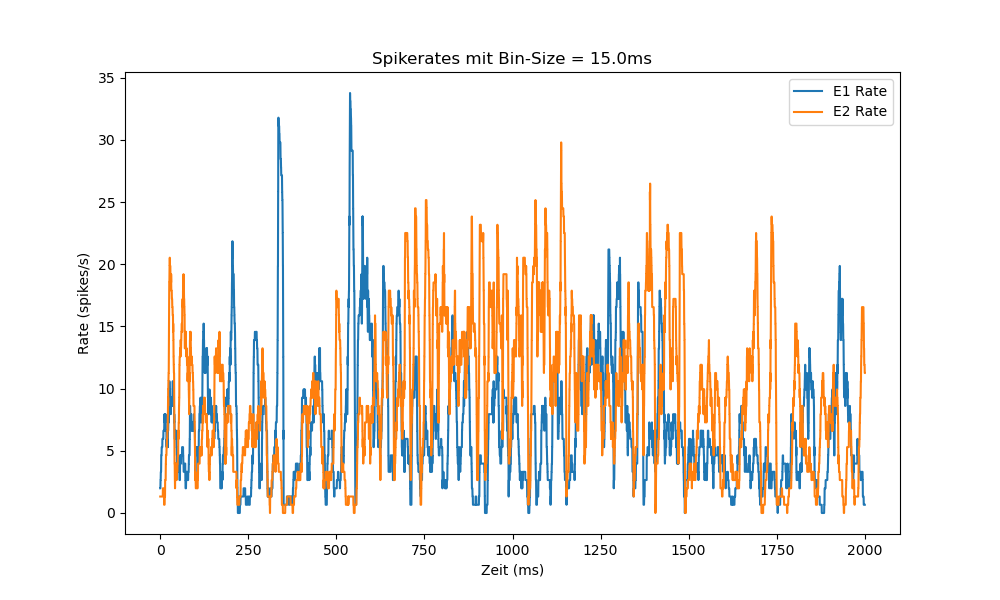 Spikerates mit Bin-Size = 15.0ms
E1 Rate
E2 Rate
35
30
25
20
15
10
5
0
Rate (spikes/s)
0 250 500 750 1000 1250 1500 1750 2000
Zeit (ms)